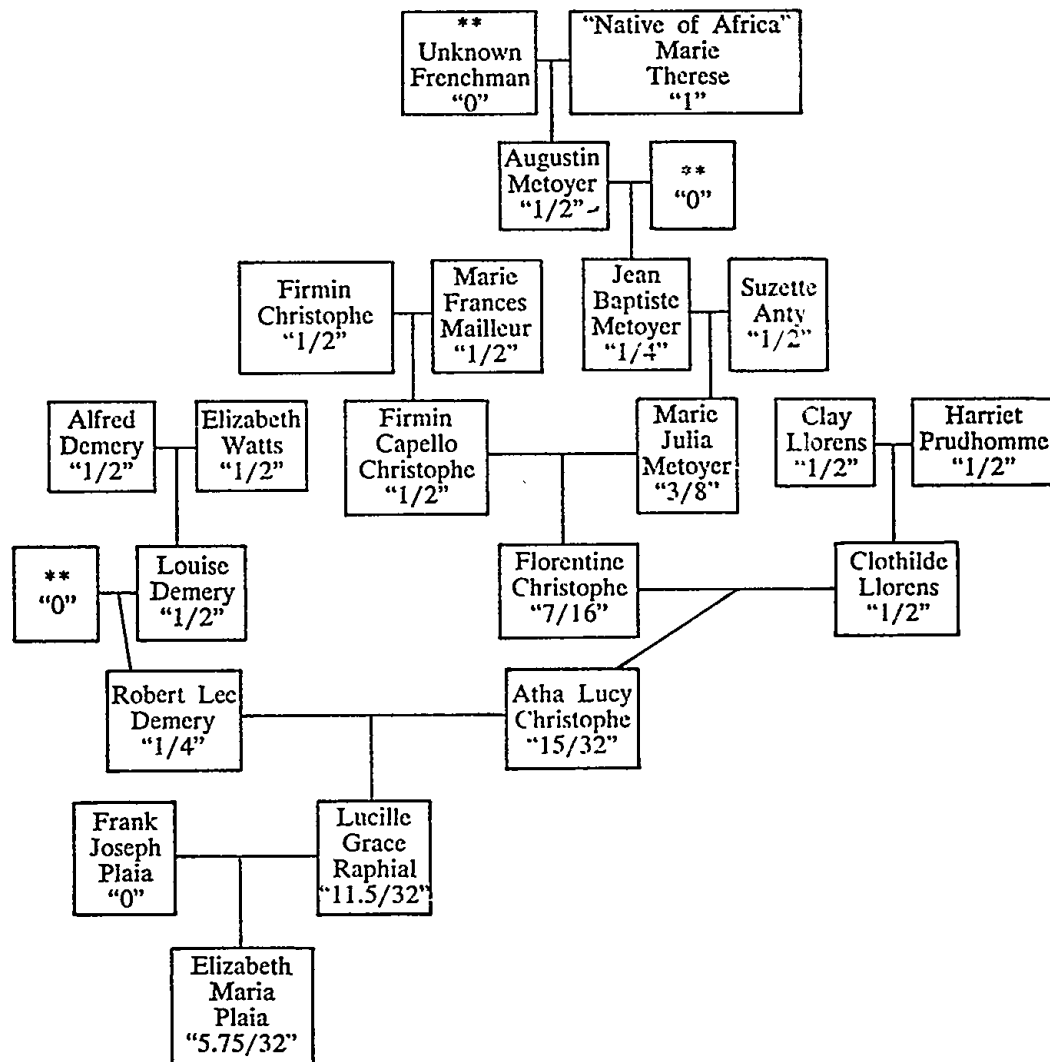 **
Unknown
Frenchman
"0"
"Native of Africa"
Marie
Therese
"1"
Augustin
Metoyer
"1/2"
**
"0"
Firmin
Christophe
"1/2"
Marie
Frances
Mailleur
"1/2"
Jean
Baptiste
Metoyer
"1/4"
Suzette
Anty
"1/2"
Alfred
Demery
"1/2"
Elizabeth
Watts
"1/2"
Firmin
Capello
Christophe
"1/2"
Marie
Julia
Metoyer
"3/8"
Clay
Llorens
"1/2"
Harriet
Prudhomme
"1/2"
**
"0"
Louise
Demery
"1/2"
Florentine
Christophe
"7/16"
Clothilde
Llorens
"1/2"
Robert Lee
Demery
"1/4"
Atha Lucy
Christophe
"15/32"
Frank
Joseph
Plaia
"0"
Lucille
Grace
Raphial
"11.5/32"
Elizabeth
Maria
Plaia
"5.75/32"